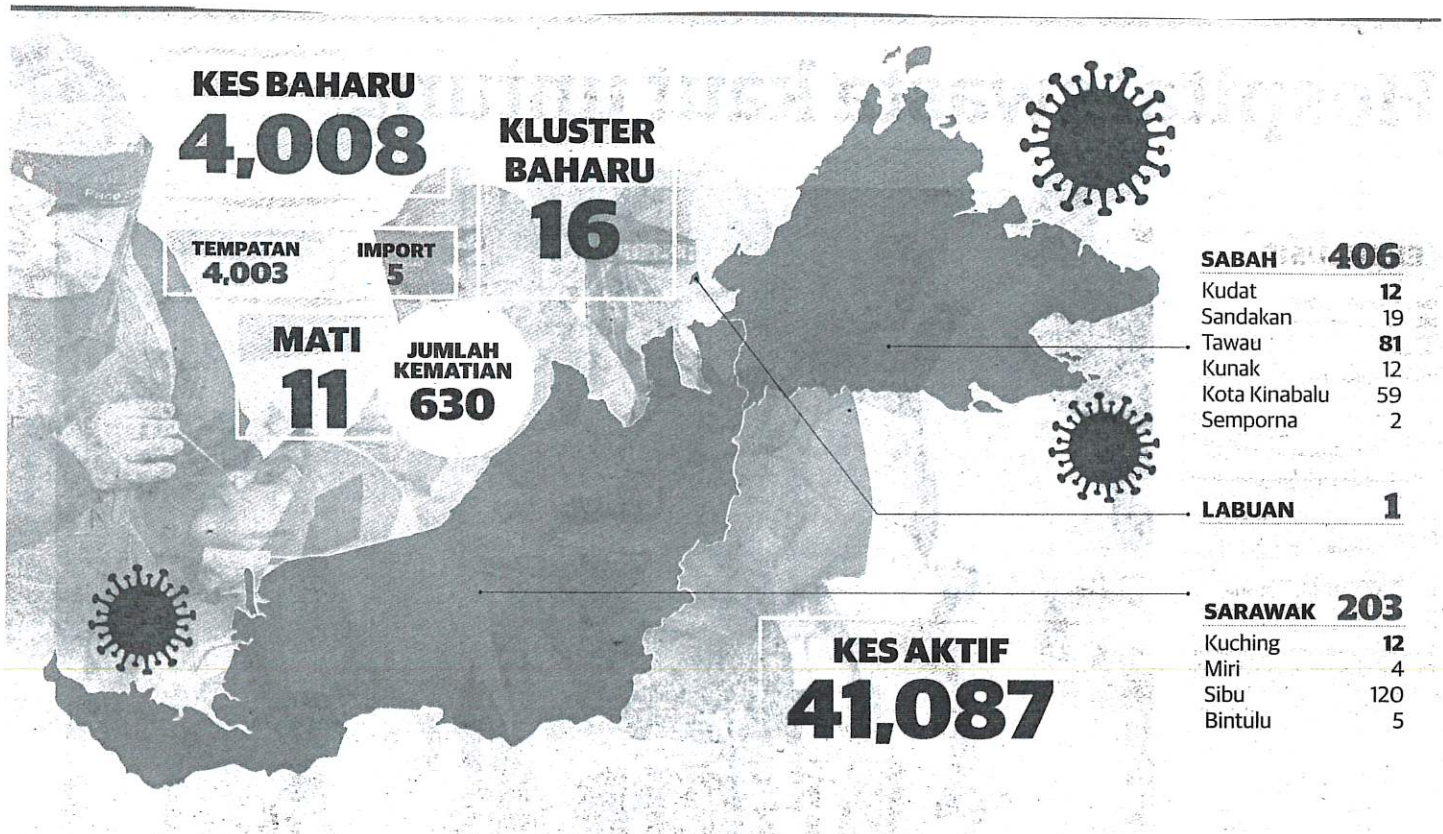 KES BAHARU
4,008
KLUSTER
BAHARU
16
TEMPATAN
4,003
IMPORT
5
MATI
11
JUMLAH
KEMATIAN
630
SABAH 406
Kudat 12
Sandakan 19
Tawau 81
Kunak 12
Kota Kinabalu 59
Semporna 2
LABUAN 1
SARAWAK 203
Kuching 12
Miri 4
Sibu 120
Bintulu 5
KES AKTIF
41,087